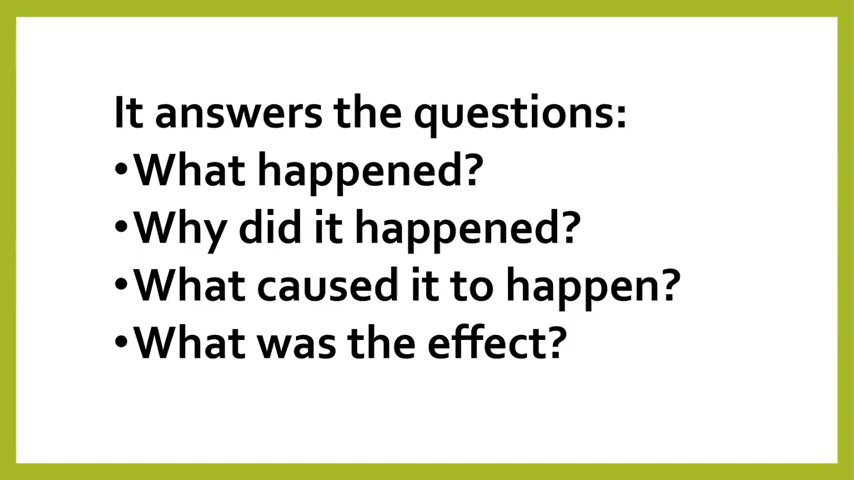 It answers the questions:
•What happened?
•Why did it happened?
•What caused it to happen?
•What was the effect?